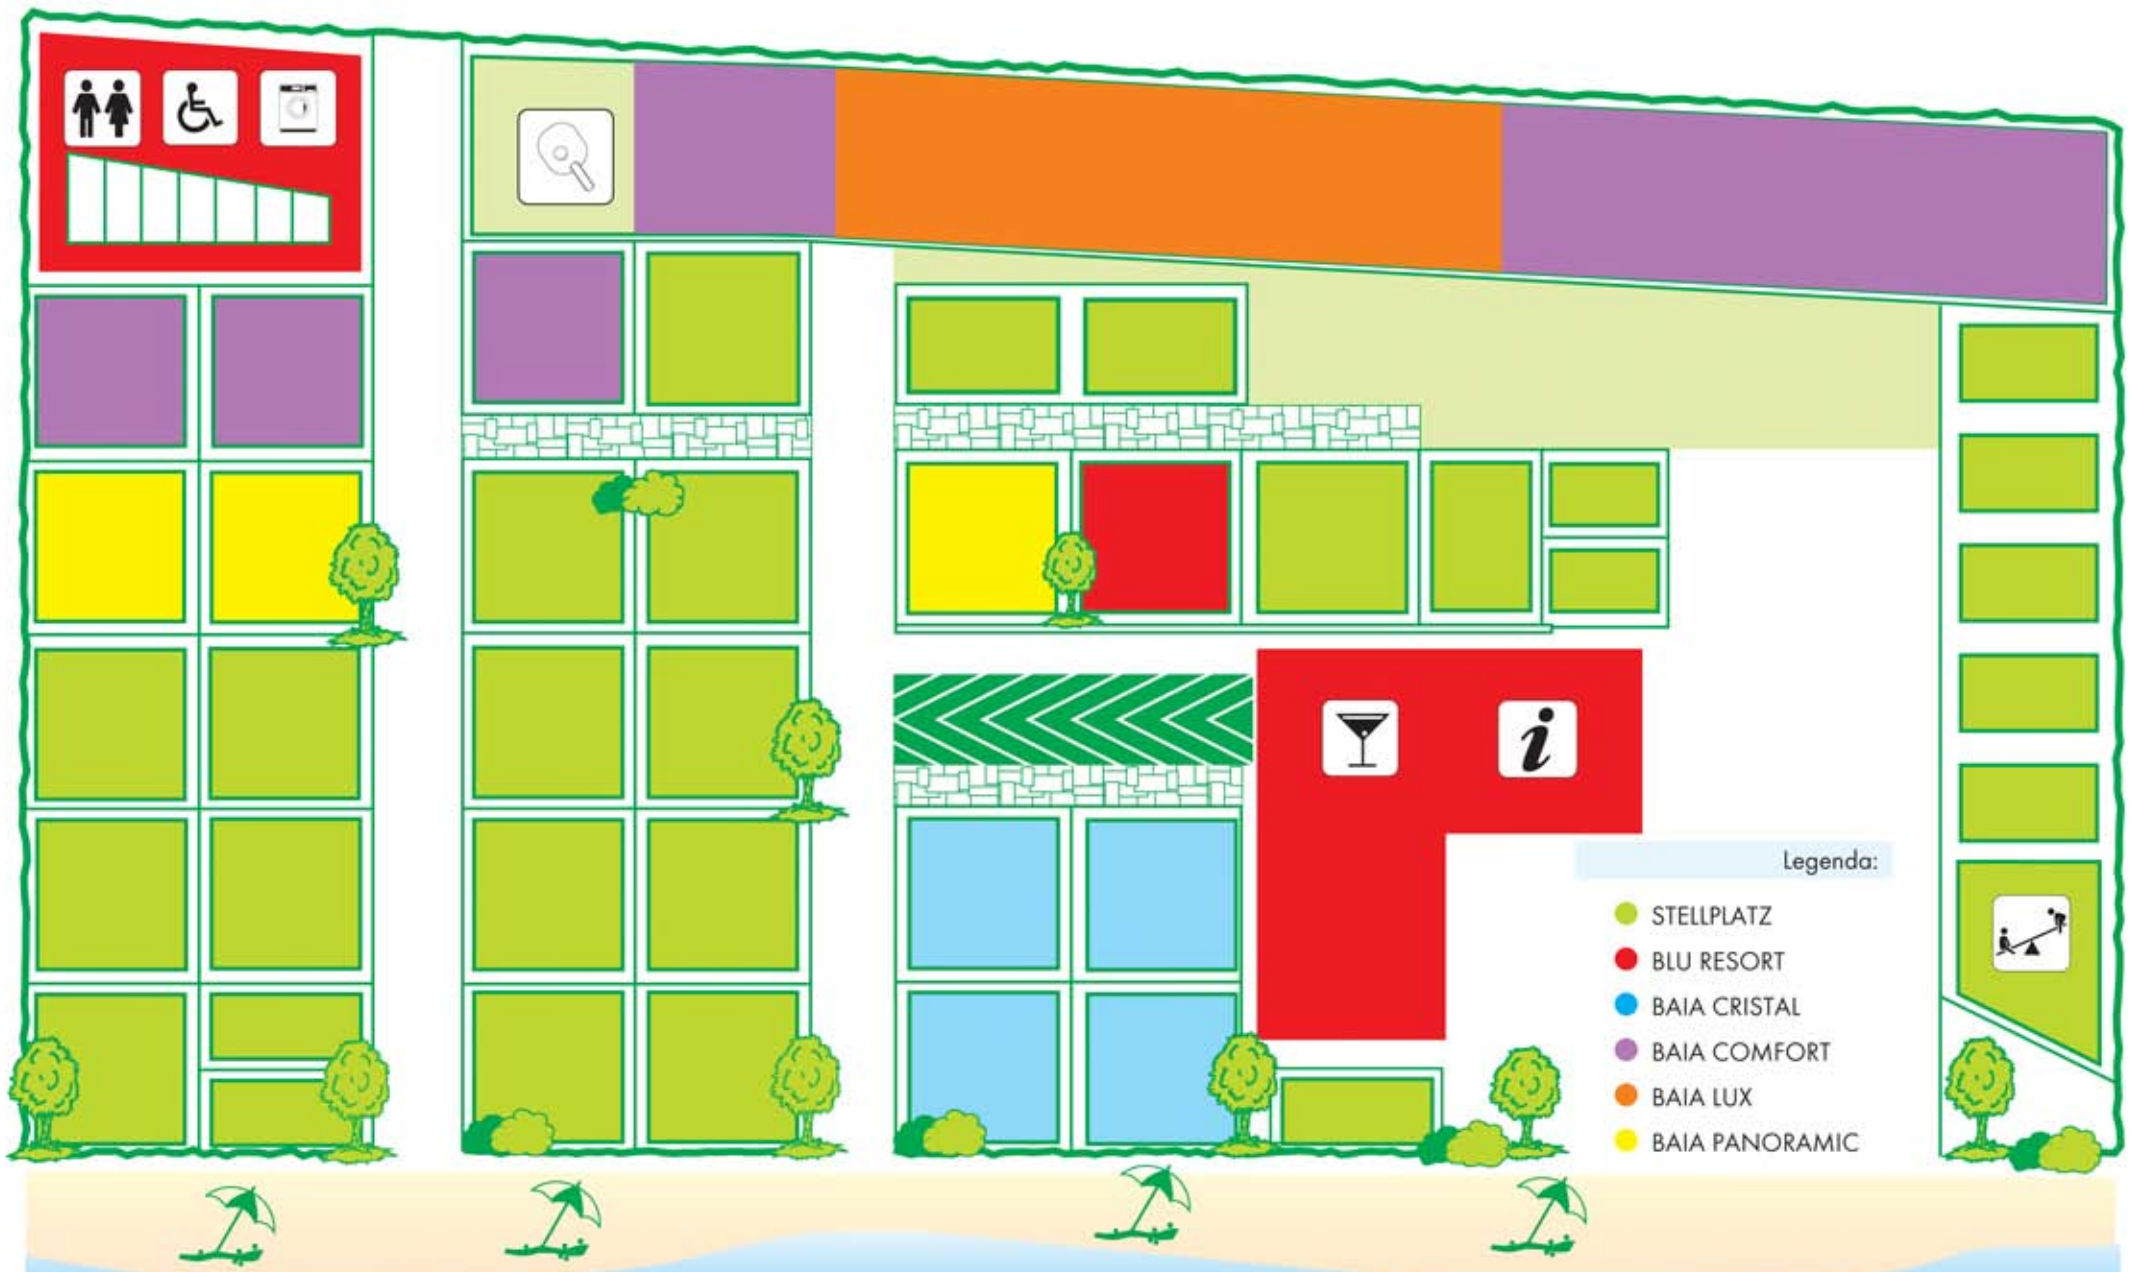 i
Legenda:
STELLPLATZ
BLU RESORT
BAIA CRISTAL
BAIA COMFORT
BAIA LUX
BAIA PANORAMIC